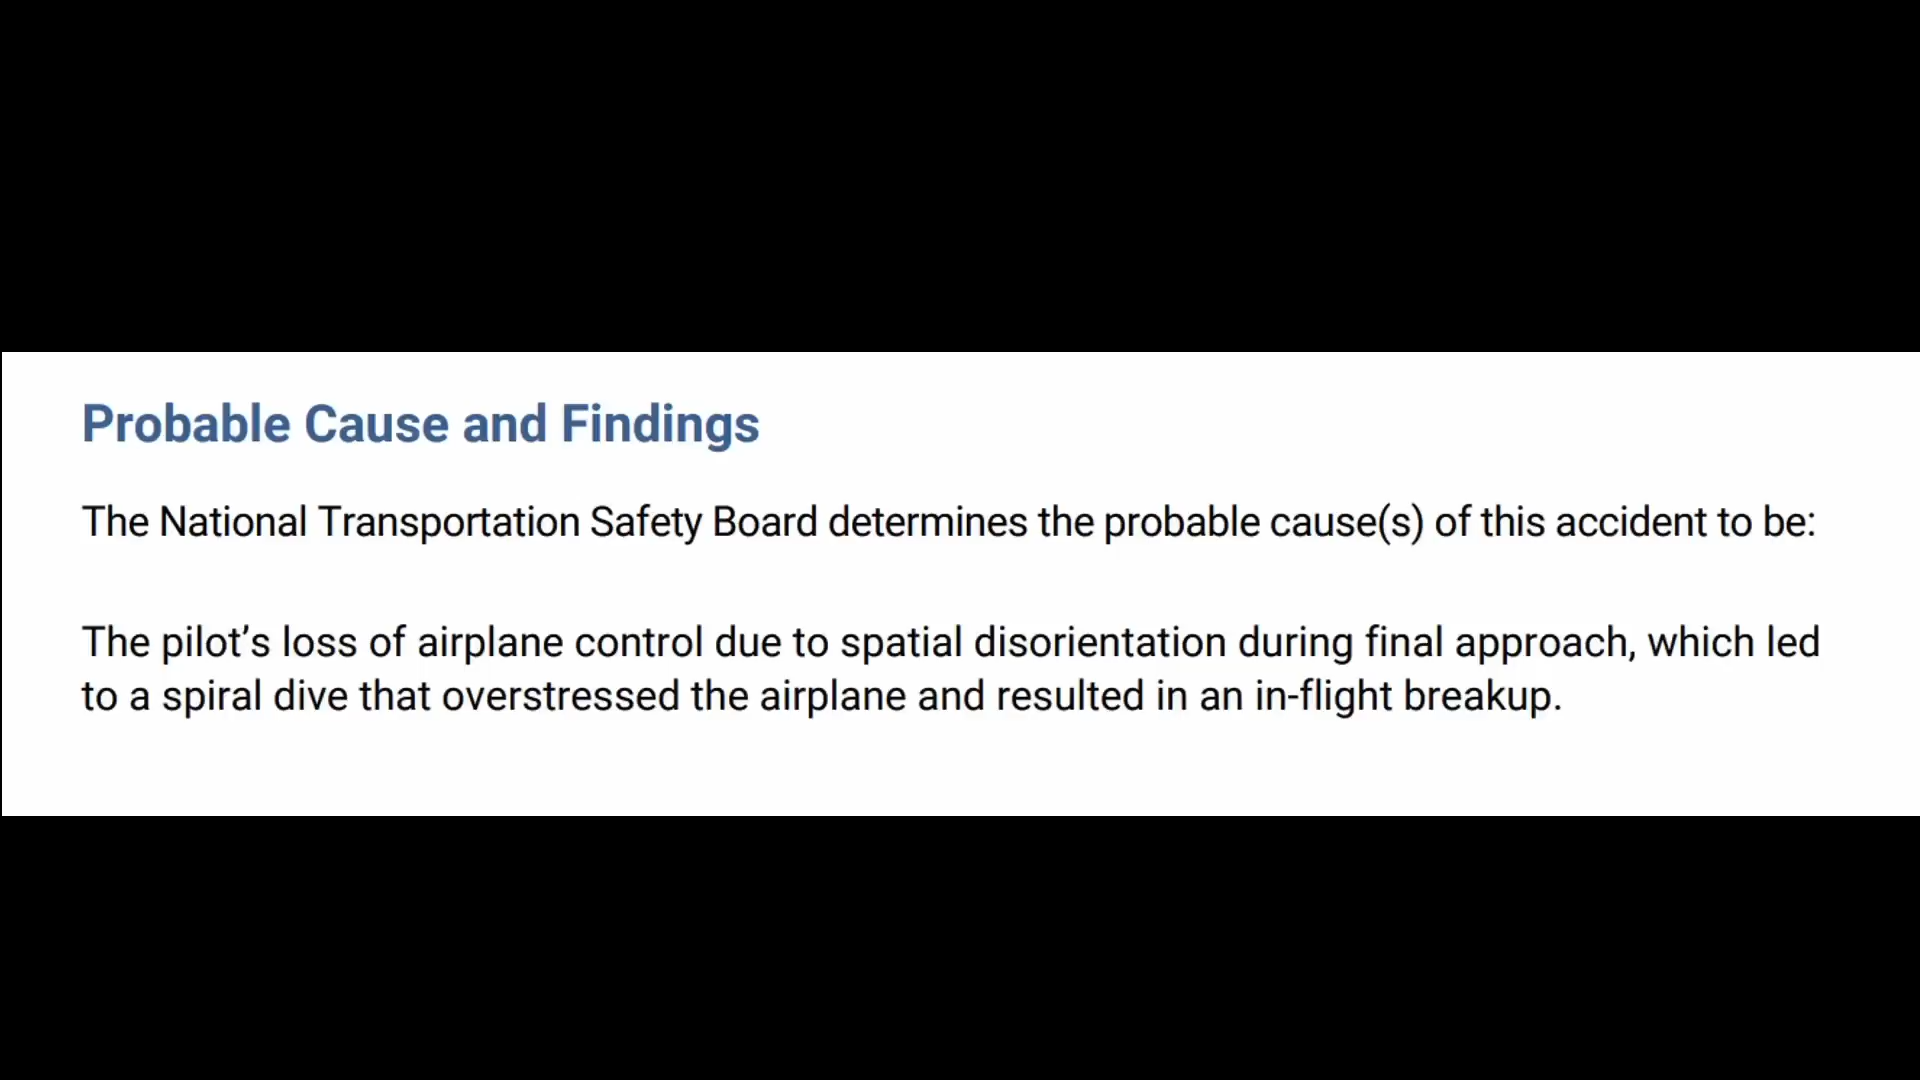 Probable Cause and Findings
The National Transportation Safety Board determines the probable cause(s) of this accident to be:
The pilot’s loss of airplane control due to spatial disorientation during final approach, which led
to a spiral dive that overstressed the airplane and resulted in an in-flight breakup.